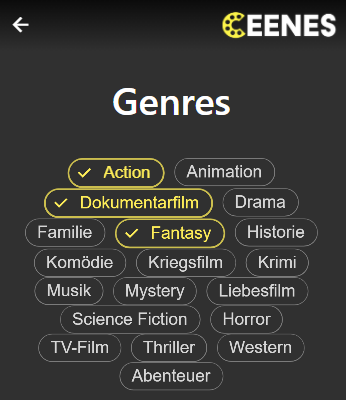 CEENES
Genres
Action Animation
Dokumentarfilm Drama
Familie Fantasy Historie
Komödie Kriegsfilm Krimi
Musik Mystery Liebesfilm
Science Fiction Horror
TV-Film Thriller Western
Abenteuer